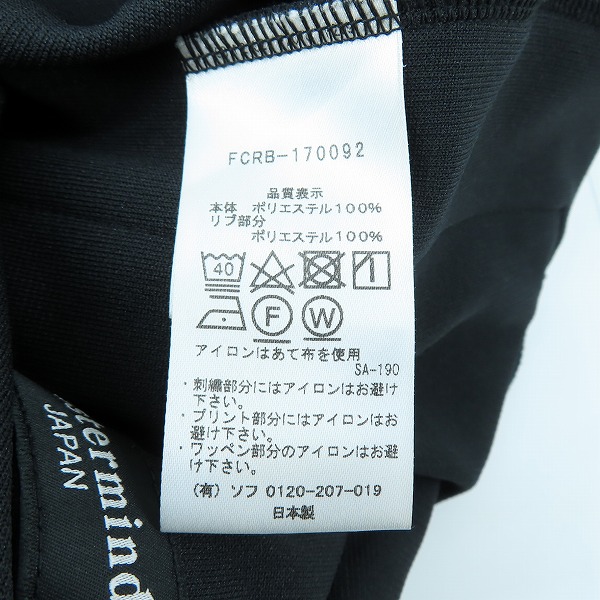 FCRB-170092
品質表示
本体 ポリエステル100%
リブ部分
ポリエステル100%
40
F W
アイロンはあて布を使用
SA-190
・刺繍部分にはアイロンはお避け
下さい。
・プリント部分にはアイロンはお
避け下さい。
・ワッペン部分のアイロンはお避
け下さい。
(有) ソフ 0120-207-019
日本製
stermind
JAPAN